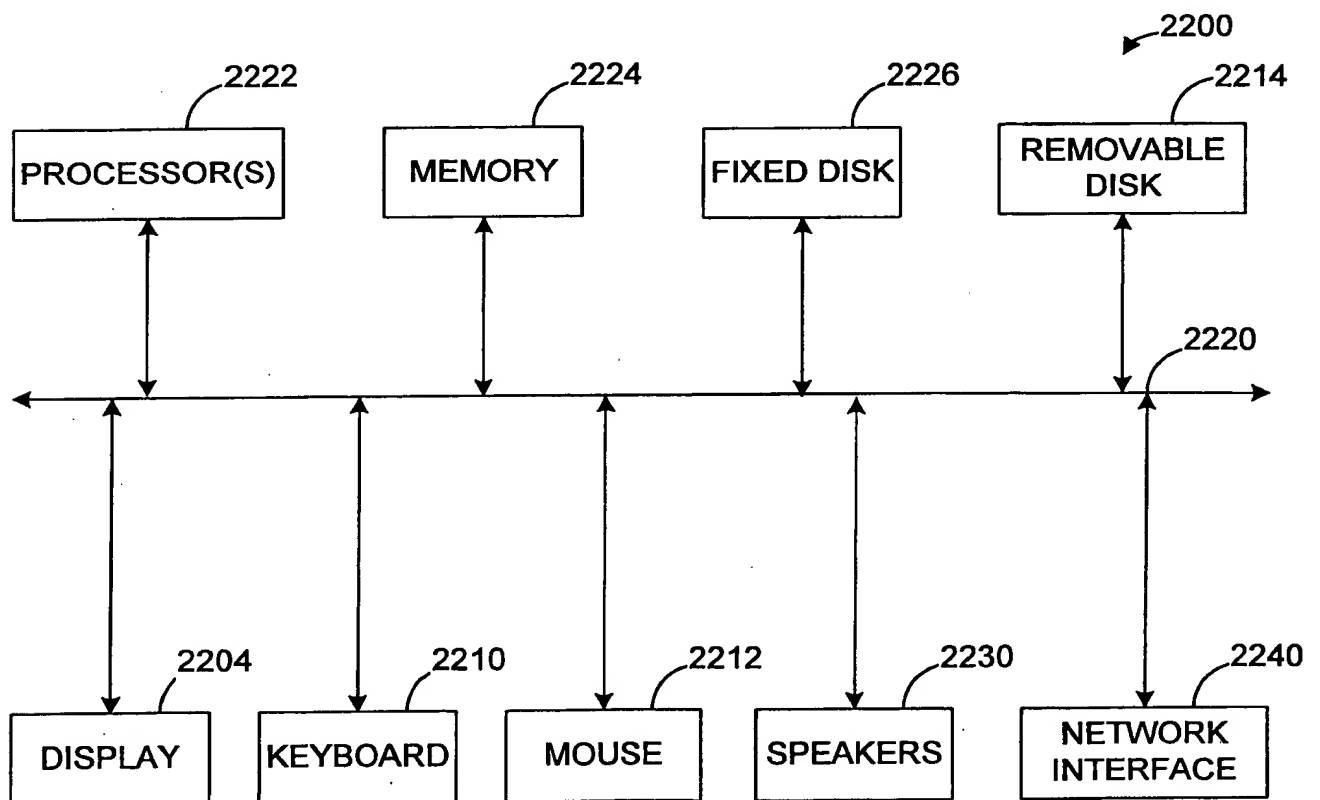 2200
2222
2224
2226
2214
PROCESSOR(S)
MEMORY
FIXED DISK
REMOVABLE
DISK
2220
2204
2210
2212
2230
2240
DISPLAY
KEYBOARD
MOUSE
SPEAKERS
NETWORK
INTERFACE